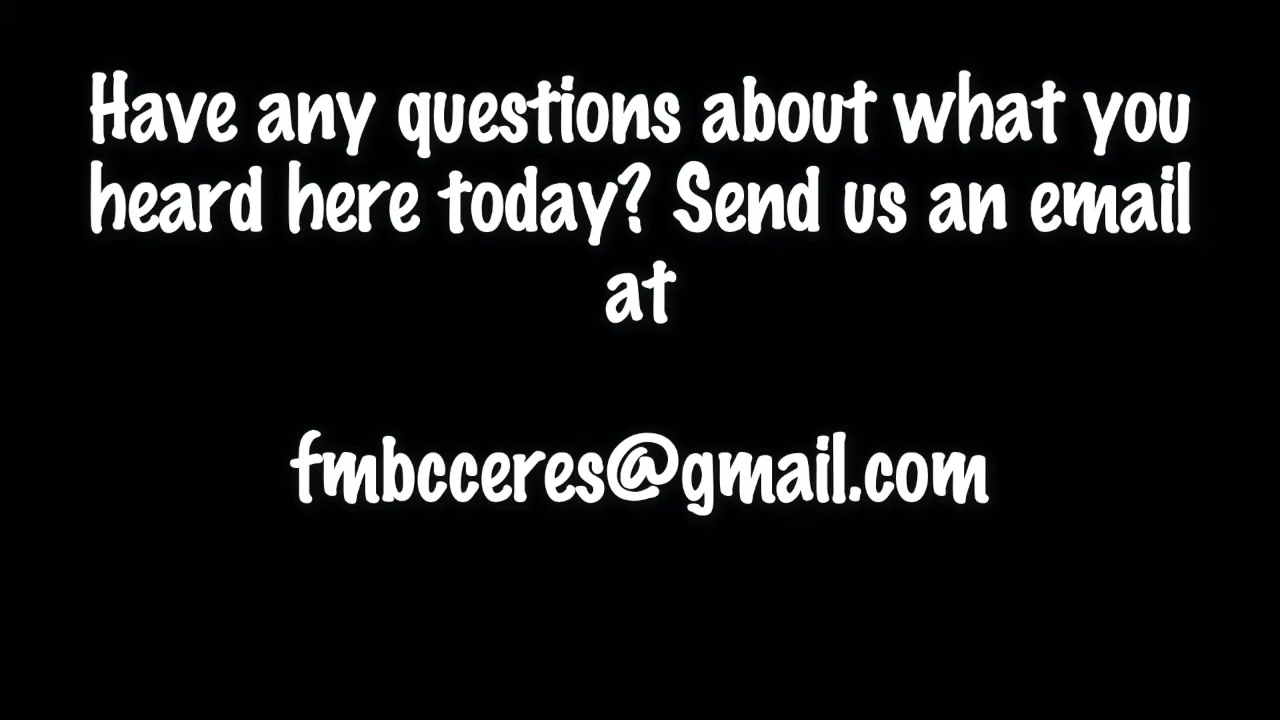 Have any questions about what you
heard here today? Send us an email
at
fmbcceres@gmail.com